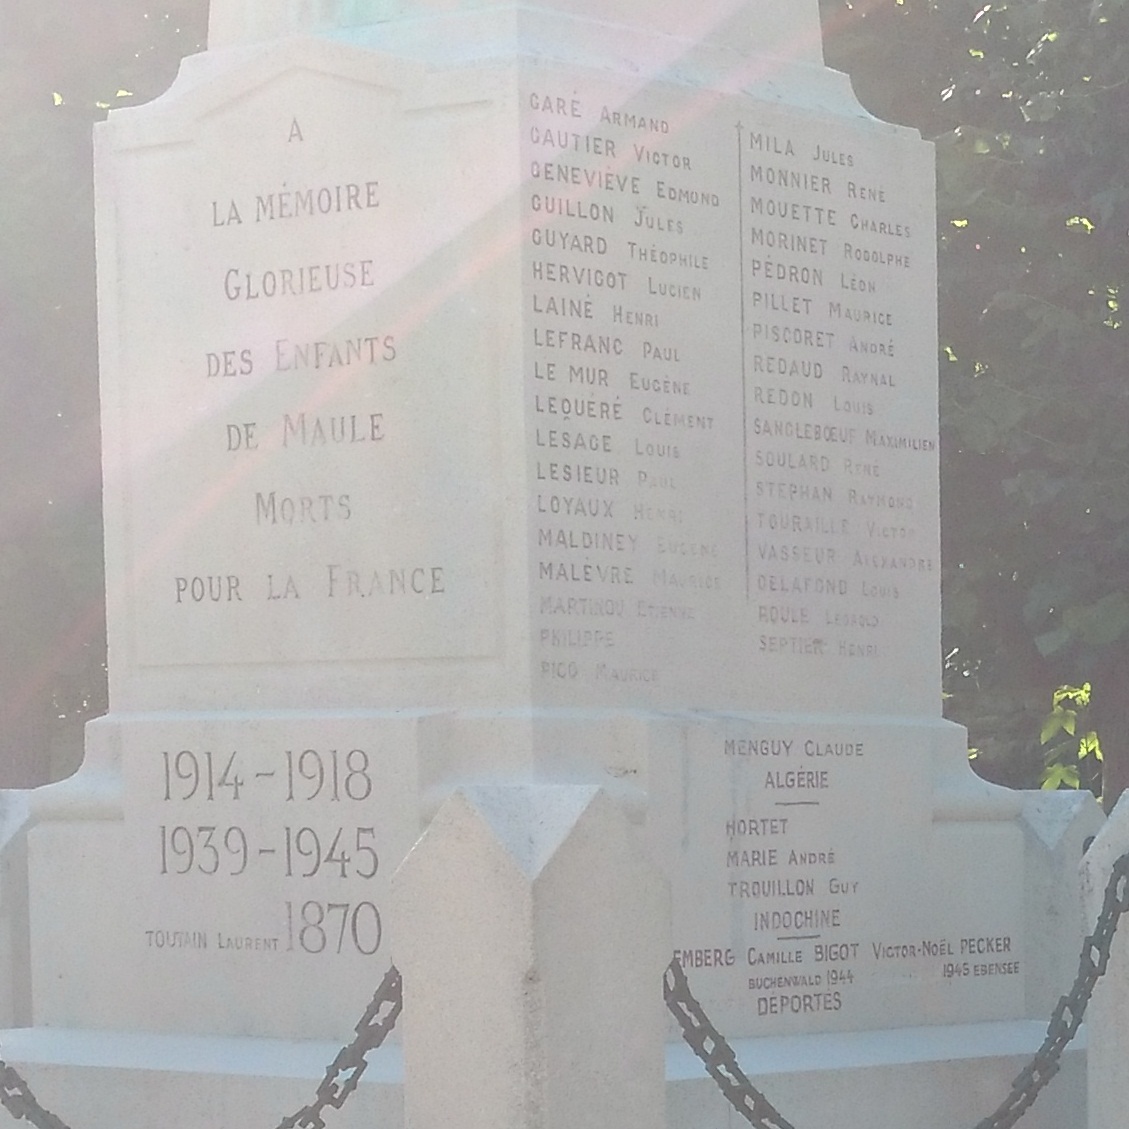 A
LA MÉMOIRE
GLORIEUSE
DES ENFANTS
DE MAULE
MORTS
POUR LA FRANCE
1914-1918
1939-1945
TOUTAIN LAURENT 1870
GARÉ ARMAND
GAUTIER VICTOR
GENEVIÈVE EDMOND
GUILLON JULES
GUYARD THÉOPHILE
HERVIGOT LUCIEN
LAINÉ HENRI
LEFRANC PAUL
LE MUR EUGÈNE
LEQUÉRÉ CLÉMENT
LESAGE LOUIS
LESIEUR PAUL
LOYAUX HENRI
MALDINEY EUGÈNE
MALÈVRE MAURICE
MARTINOU ETIENNE
PHILIPPE
PICO MAURICE
MILA JULES
MONNIER RENÉ
MOUETTE CHARLES
MORINET RODOLPHE
PÉDRON LÉON
PILLET MAURICE
PISCORET ANDRÉ
REDAUD RAYNAL
REDON LOUIS
SANGLEBŒUF MAXIMILIEN
SOULARD RENÉ
STEPHAN RAYMOND
TOURAILLE VICTOR
VASSEUR ALEXANDRE
DELAFOND LOUIS
ROULE LEOPOLD
SEPTIER HENRI
MENGUY CLAUDE
ALGÉRIE
HORTET
MARIE ANDRÉ
TROUILLON GUY
INDOCHINE
EMBERG CAMILLE BIGOT VICTOR-NOËL PECKER
BUCHENWALD 1944 1945 EBENSEE
DÉPORTÉS